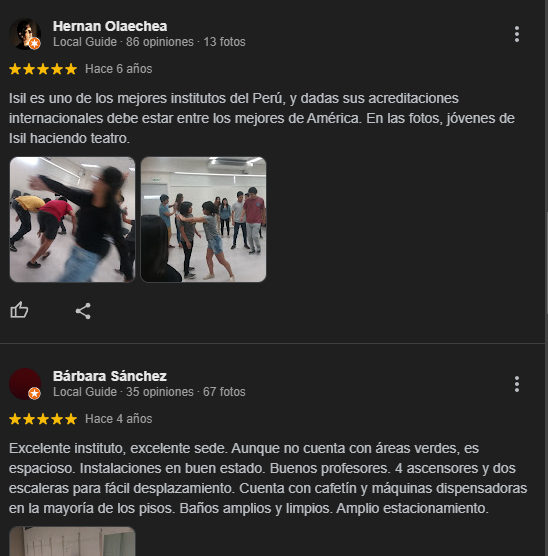 Hernan Olaechea
Local Guide · 86 opiniones · 13 fotos
Hace 6 años
Isil es uno de los mejores institutos del Perú, y dadas sus acreditaciones
internacionales debe estar entre los mejores de América. En las fotos, jóvenes de
Isil haciendo teatro.
Bárbara Sánchez
Local Guide · 35 opiniones · 67 fotos
Hace 4 años
Excelente instituto, excelente sede. Aunque no cuenta con áreas verdes, es
espacioso. Instalaciones en buen estado. Buenos profesores. 4 ascensores y dos
escaleras para fácil desplazamiento. Cuenta con cafetín y máquinas dispensadoras
en la mayoría de los pisos. Baños amplios y limpios. Amplio estacionamiento.